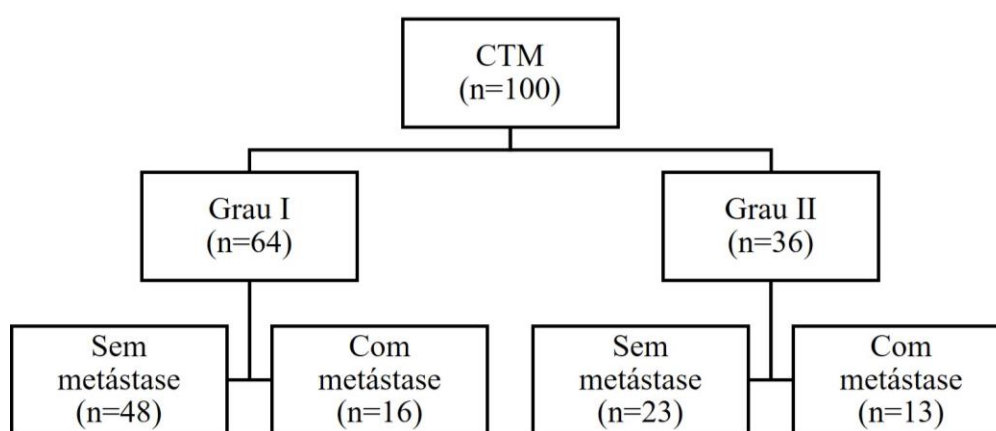 CTM
(n=100)
Grau I
(n=64)
Grau II
(n=36)
Sem
metástase
(n=48)
Com
metástase
(n=16)
Sem
metástase
(n=23)
Com
metástase
(n=13)